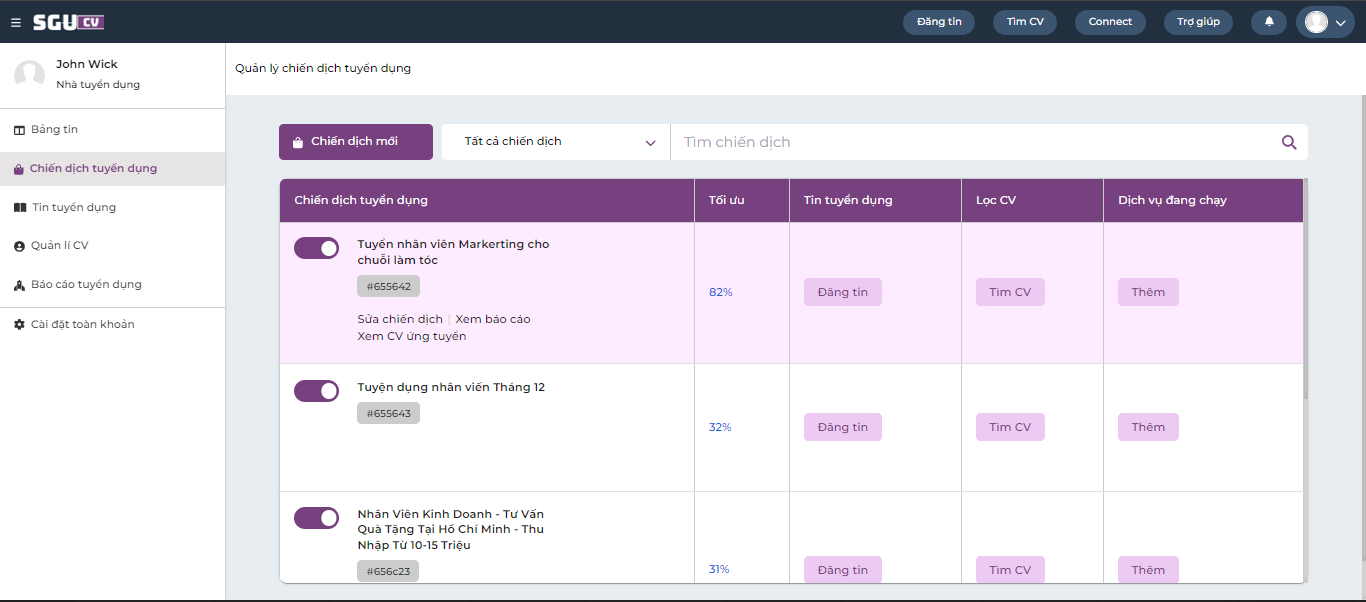 SGU CV
Đăng tin
Tìm CV
Connect
Trợ giúp
John Wick
Nhà tuyển dụng
Bảng tin
Chiến dịch tuyển dụng
Tin tuyển dụng
Quản lí CV
Báo cáo tuyển dụng
Cài đặt toàn khoản
Quản lý chiến dịch tuyển dụng
Chiến dịch mới
Tất cả chiến dịch
Tìm chiến dịch
Chiến dịch tuyển dụng
Tối ưu
Tin tuyển dụng
Lọc CV
Dịch vụ đang chạy
Tuyển nhân viên Markerting cho
chuỗi làm tóc
#655642
Sửa chiến dịch | Xem báo cáo
Xem CV ứng tuyển
82%
Đăng tin
Tìm CV
Thêm
Tuyện dụng nhân viến Tháng 12
#655643
32%
Đăng tin
Tìm CV
Thêm
Nhân Viên Kinh Doanh - Tư Vấn
Quà Tặng Tại Hồ Chí Minh - Thu
Nhập Từ 10-15 Triệu
#656c23
31%
Đăng tin
Tìm CV
Thêm